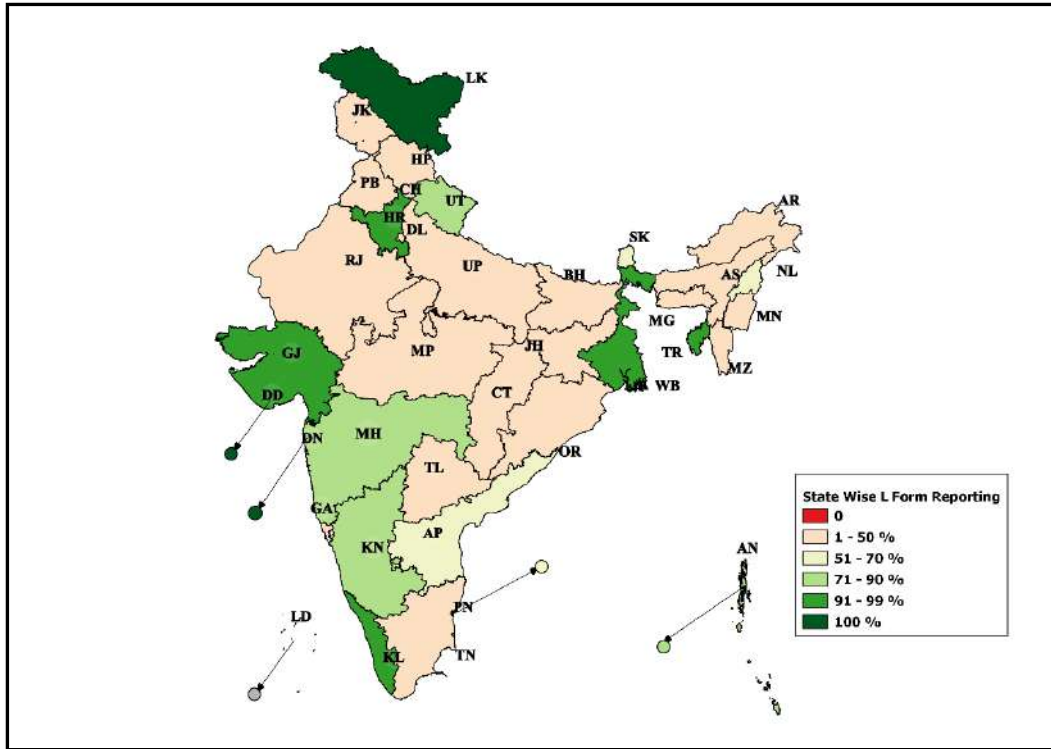 LK
JK
HP
PB
CH
UT
HR
DL
AR
SK
RJ
UP
BH
AS
NL
MG
MN
GJ
MP
JH
TR
MZ
DD
CT
WB
DN
MH
OR
TL
GA
AP
KN
AN
PN
LD
KL
TN
State Wise L Form Reporting
0
1 - 50 %
51 - 70 %
71 - 90 %
91 - 99 %
100 %